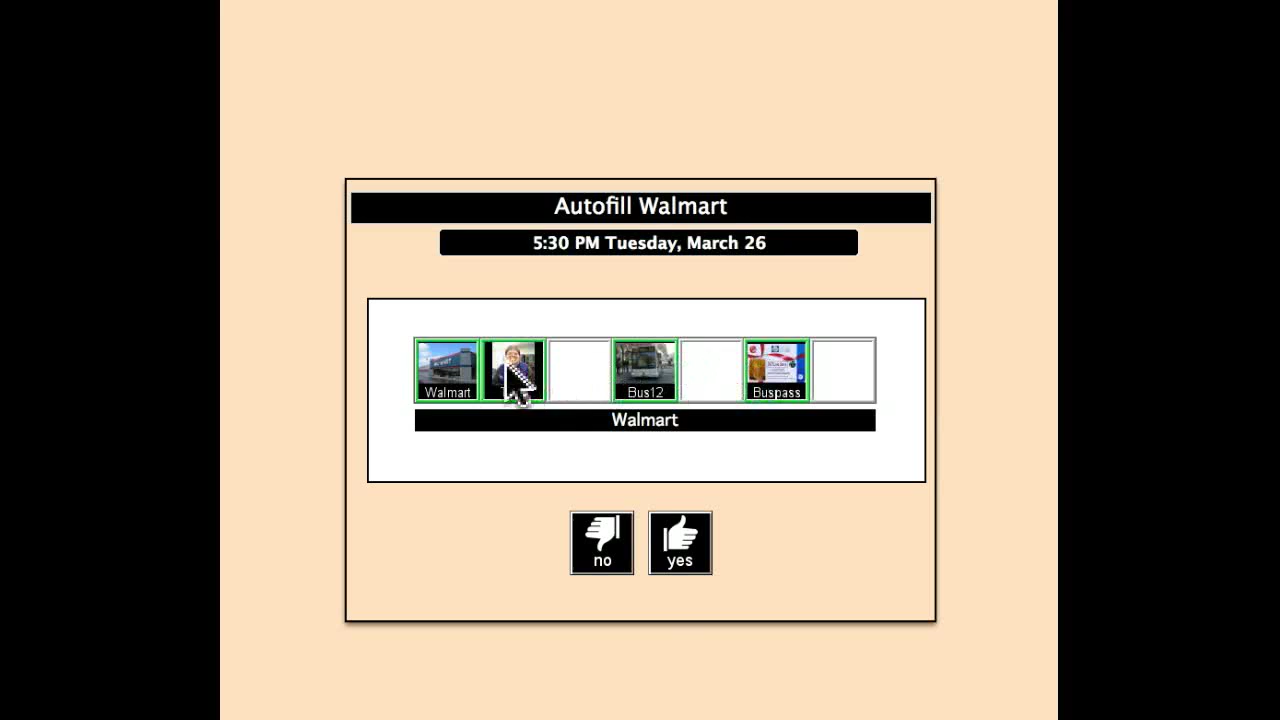 Autofill Walmart
5:30 PM Tuesday, March 26
Walmart
Bus12
Buspass
Walmart
no
yes